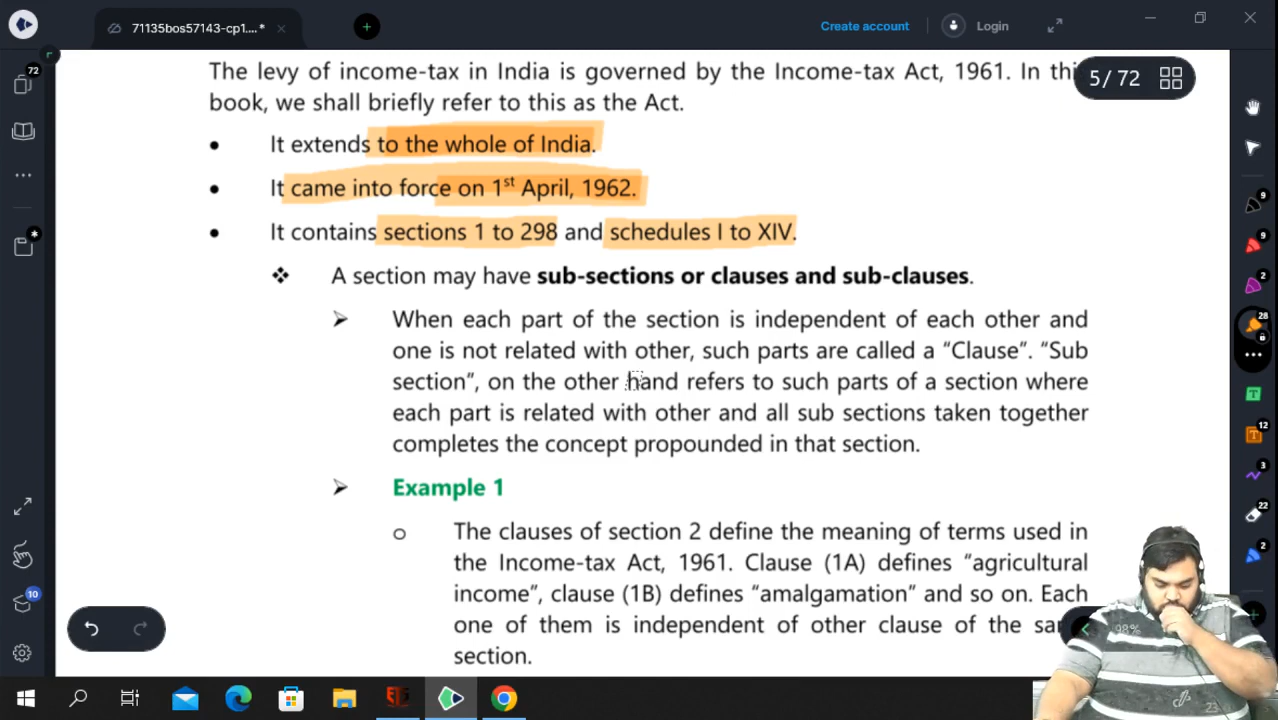 71135bos57143-cp1....*
Create account
Login
72
5/72
The levy of income-tax in India is governed by the Income-tax Act, 1961. In thi
book, we shall briefly refer to this as the Act.
• It extends to the whole of India.
• It came into force on 1st April, 1962.
• It contains sections 1 to 298 and schedules I to XIV.
❖ A section may have sub-sections or clauses and sub-clauses.
➢ When each part of the section is independent of each other and
one is not related with other, such parts are called a “Clause”. “Sub
section”, on the other hand refers to such parts of a section where
each part is related with other and all sub sections taken together
completes the concept propounded in that section.
➢ Example 1
o The clauses of section 2 define the meaning of terms used in
the Income-tax Act, 1961. Clause (1A) defines “agricultural
income”, clause (1B) defines “amalgamation” and so on. Each
one of them is independent of other clause of the sam
section.
10
9
9
2
28
T
T 12
3
22
2
98%
23